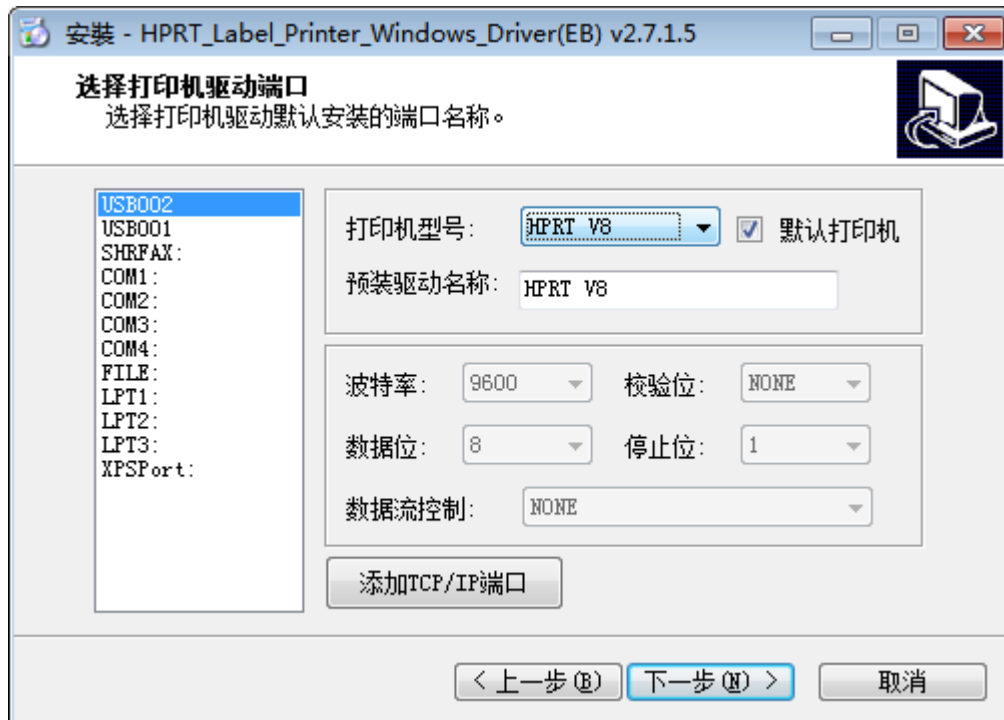 安裝 - HPRT_Label_Printer_Windows_Driver(EB) v2.7.1.5
选择打印机驱动端口
选择打印机驱动默认安装的端口名称。
USB002
USB001
SHRFAX:
COM1:
COM2:
COM3:
COM4:
FILE:
LPT1:
LPT2:
LPT3:
XPSPort:
打印机型号: HPRT V8 默认打印机
预装驱动名称: HPRT V8
波特率: 9600 校验位: NONE
数据位: 8 停止位: 1
数据流控制: NONE
添加TCP/IP端口
< 上一步(B) 下一步(N) > 取消